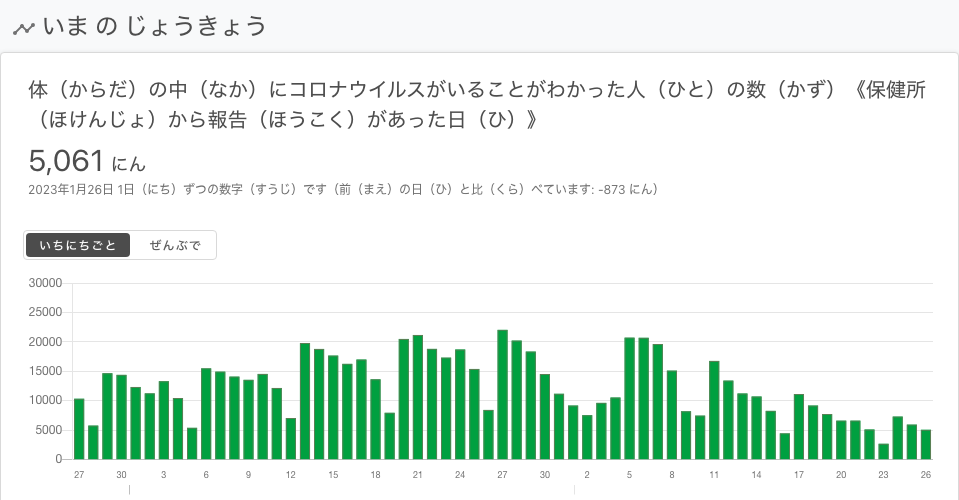 いま の じょうきょう
体（からだ）の中（なか）にコロナウイルスがいることがわかった人（ひと）の数（かず）《保健所
（ほけんじょ）から報告（ほうこく）があった日（ひ）》
5,061 にん
2023年1月26日 1日（にち）ずつの数字（すうじ）です（前（まえ）の日（ひ）と比（くら）べています: -873 にん）
いちにちごと ぜんぶで
30000
25000
20000
15000
10000
5000
0
27 30 3 6 9 12 15 18 21 24 27 30 2 5 8 11 14 17 20 23 26